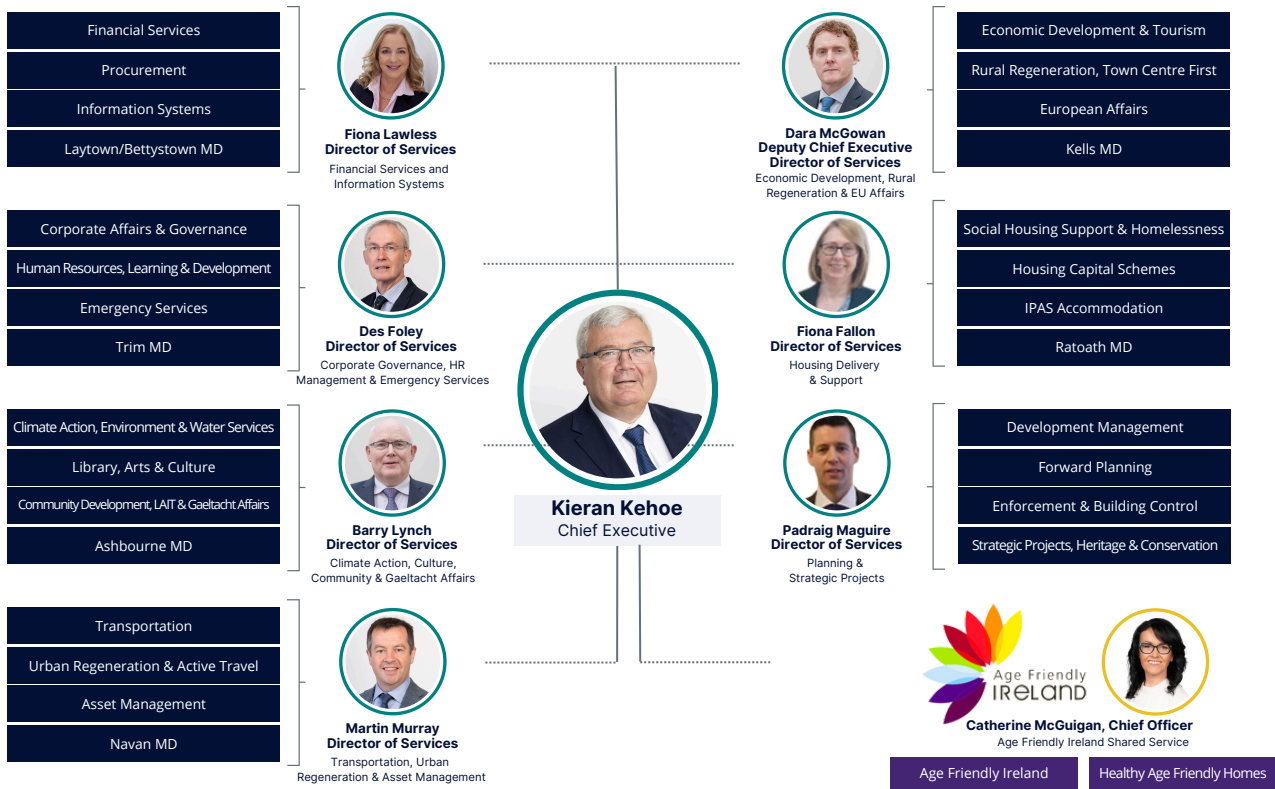 Financial Services
Procurement
Information Systems
Laytown/Bettystown MD
Fiona Lawless
Director of Services
Financial Services and
Information Systems
Dara McGowan
Deputy Chief Executive
Director of Services
Economic Development, Rural
Regeneration & EU Affairs
Economic Development & Tourism
Rural Regeneration, Town Centre First
European Affairs
Kells MD
Corporate Affairs & Governance
Human Resources, Learning & Development
Emergency Services
Trim MD
Des Foley
Director of Services
Corporate Governance, HR
Management & Emergency Services
Fiona Fallon
Director of Services
Housing Delivery
& Support
Social Housing Support & Homelessness
Housing Capital Schemes
IPAS Accommodation
Ratoath MD
Kieran Kehoe
Chief Executive
Climate Action, Environment & Water Services
Library, Arts & Culture
Community Development, LAIT & Gaeltacht Affairs
Ashbourne MD
Barry Lynch
Director of Services
Climate Action, Culture,
Community & Gaeltacht Affairs
Padraig Maguire
Director of Services
Planning &
Strategic Projects
Development Management
Forward Planning
Enforcement & Building Control
Strategic Projects, Heritage & Conservation
Transportation
Urban Regeneration & Active Travel
Asset Management
Navan MD
Martin Murray
Director of Services
Transportation, Urban
Regeneration & Asset Management
Age Friendly
IRELAND
Catherine McGuigan, Chief Officer
Age Friendly Ireland Shared Service
Age Friendly Ireland
Healthy Age Friendly Homes